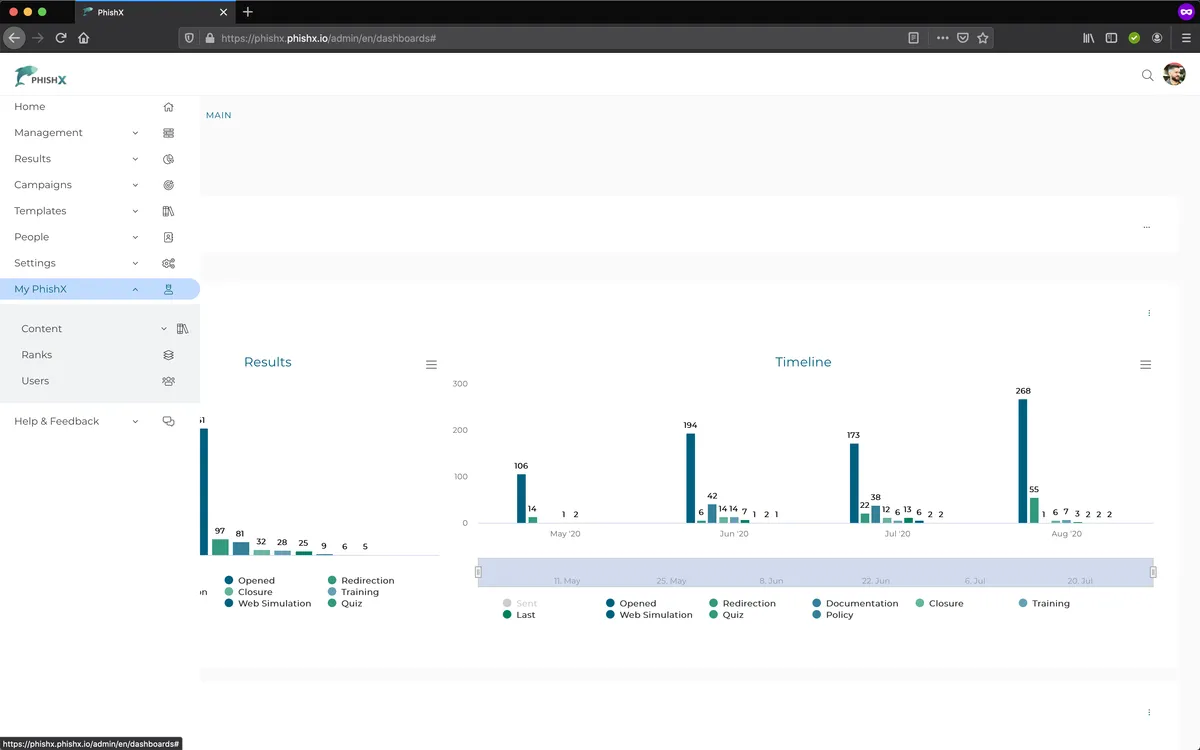 PhishX
https://phishx.phishx.io/admin/en/dashboards#
PHISHX
Home
MAIN
Management
Results
Campaigns
Templates
People
Settings
My PhishX
Content
Ranks
Users
Help & Feedback
Results
97
81
32
28
25
9
6
5
Opened
Redirection
Closure
Training
Web Simulation
Quiz
Timeline
300
200
100
0
106
14
1
2
194
6
42
14
14
7
1
2
1
173
22
38
12
6
13
6
2
2
268
55
1
6
7
3
2
2
2
May '20
Jun '20
Jul '20
Aug '20
11. May
25. May
8. Jun
22. Jun
6. Jul
20. Jul
Sent
Opened
Redirection
Documentation
Closure
Training
Last
Web Simulation
Quiz
Policy
https://phishx.phishx.io/admin/en/dashboards#